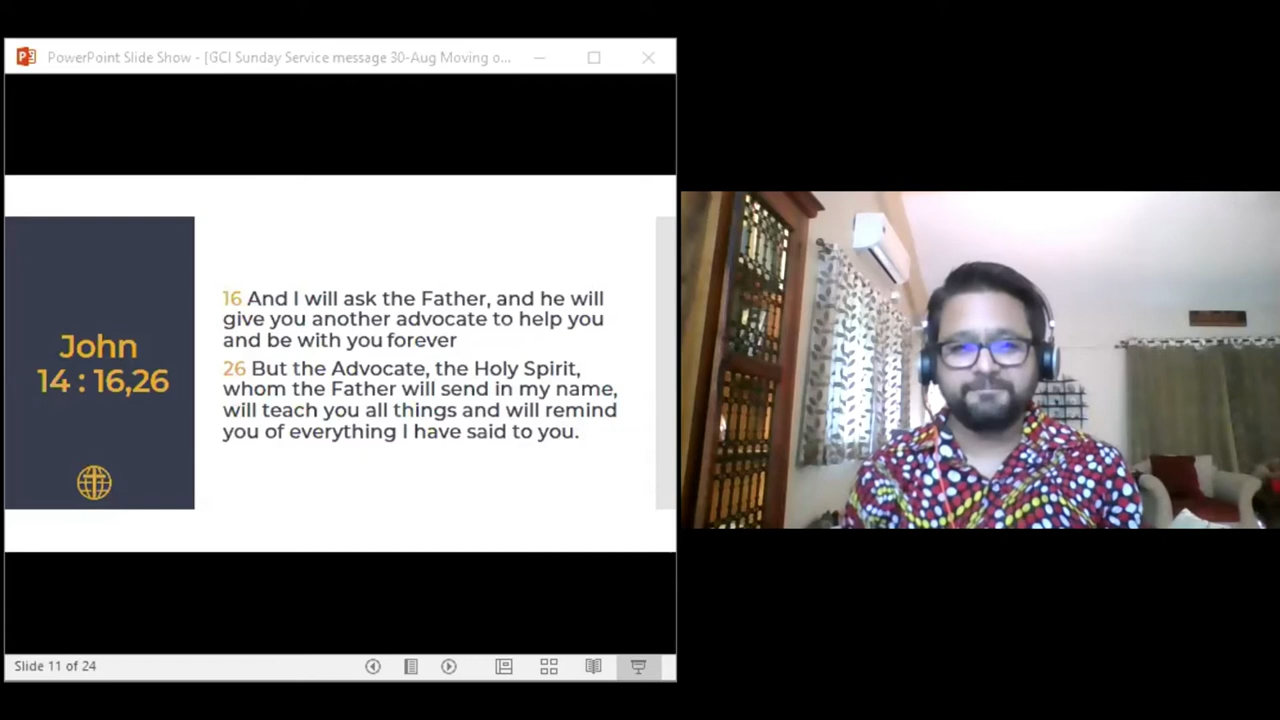 PowerPoint Slide Show - [GCI Sunday Service message 30-Aug Moving o...
John
14 : 16,26
16 And I will ask the Father, and he will
give you another advocate to help you
and be with you forever
26 But the Advocate, the Holy Spirit,
whom the Father will send in my name,
will teach you all things and will remind
you of everything I have said to you.
Slide 11 of 24